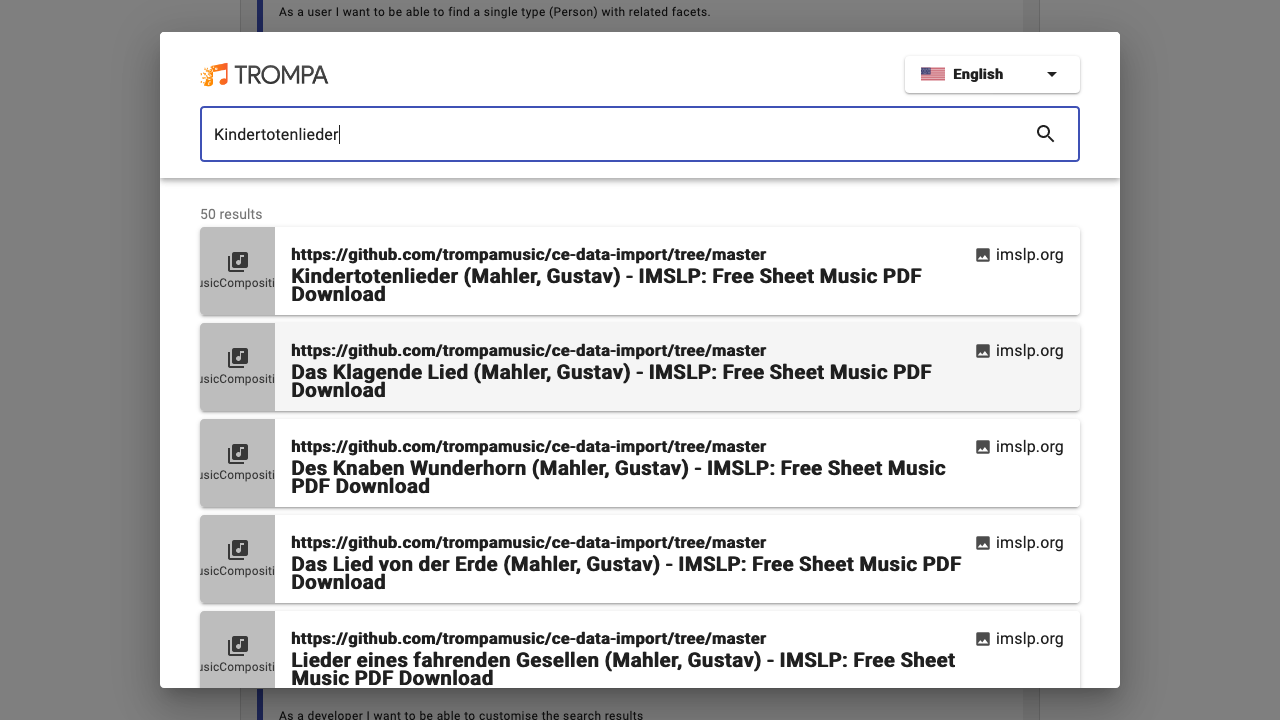 As a user I want to be able to find a single type (Person) with related facets.
TROMPA
English
Kindertotenlieder
50 results
https://github.com/trompamusic/ce-data-import/tree/master
imslp.org
usicCompositi
Kindertotenlieder (Mahler, Gustav) - IMSLP: Free Sheet Music PDF
Download
https://github.com/trompamusic/ce-data-import/tree/master
imslp.org
usicCompositi
Das Klagende Lied (Mahler, Gustav) - IMSLP: Free Sheet Music PDF
Download
https://github.com/trompamusic/ce-data-import/tree/master
imslp.org
usicCompositi
Des Knaben Wunderhorn (Mahler, Gustav) - IMSLP: Free Sheet Music
PDF Download
https://github.com/trompamusic/ce-data-import/tree/master
imslp.org
usicCompositi
Das Lied von der Erde (Mahler, Gustav) - IMSLP: Free Sheet Music PDF
Download
https://github.com/trompamusic/ce-data-import/tree/master
imslp.org
usicCompositi
Lieder eines fahrenden Gesellen (Mahler, Gustav) - IMSLP: Free Sheet
Music PDF Download
As a developer I want to be able to customise the search results